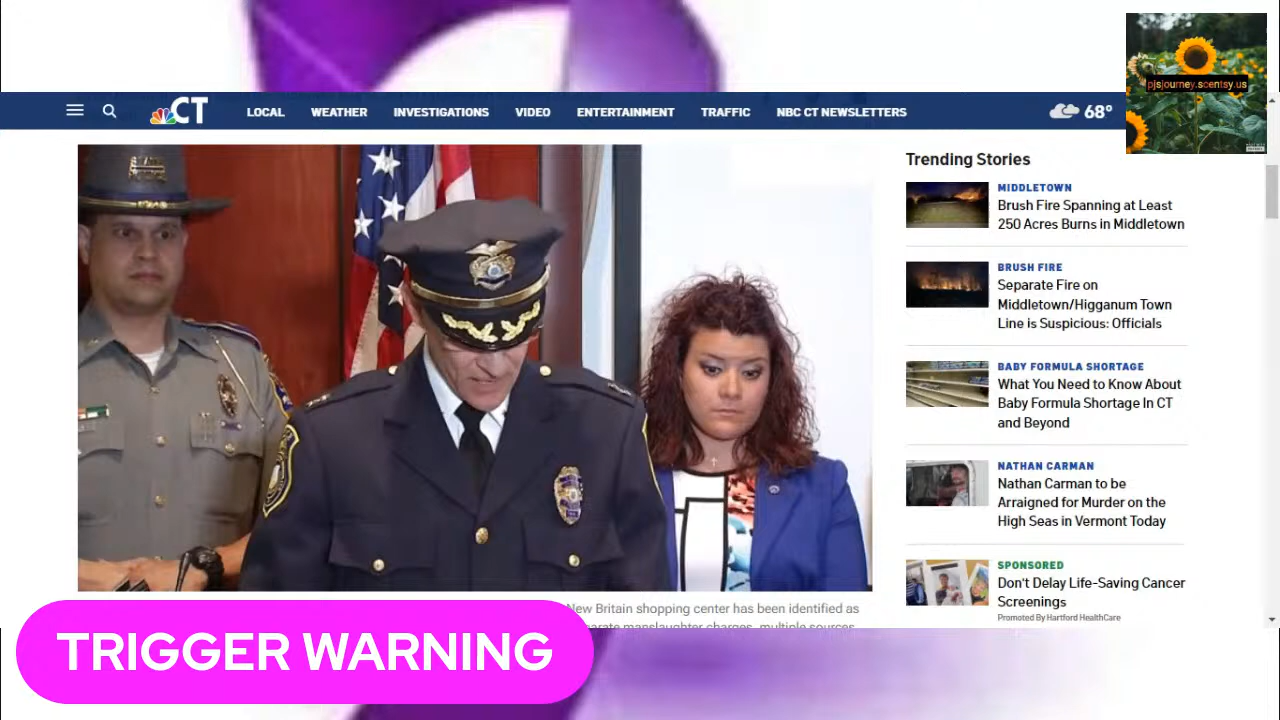 CT
LOCAL
WEATHER
INVESTIGATIONS
VIDEO
ENTERTAINMENT
TRAFFIC
NBC CT NEWSLETTERS
68°
pjsjourney.scentsy.us
Trending Stories
MIDDLETOWN
Brush Fire Spanning at Least
250 Acres Burns in Middletown
BRUSH FIRE
Separate Fire on
Middletown/Higganum Town
Line is Suspicious: Officials
BABY FORMULA SHORTAGE
What You Need to Know About
Baby Formula Shortage In CT
and Beyond
NATHAN CARMAN
Nathan Carman to be
Arraigned for Murder on the
High Seas in Vermont Today
SPONSORED
Don't Delay Life-Saving Cancer
Screenings
Promoted By Hartford HealthCare
New Britain shopping center has been identified as
manslaughter charges, multiple sources
TRIGGER WARNING